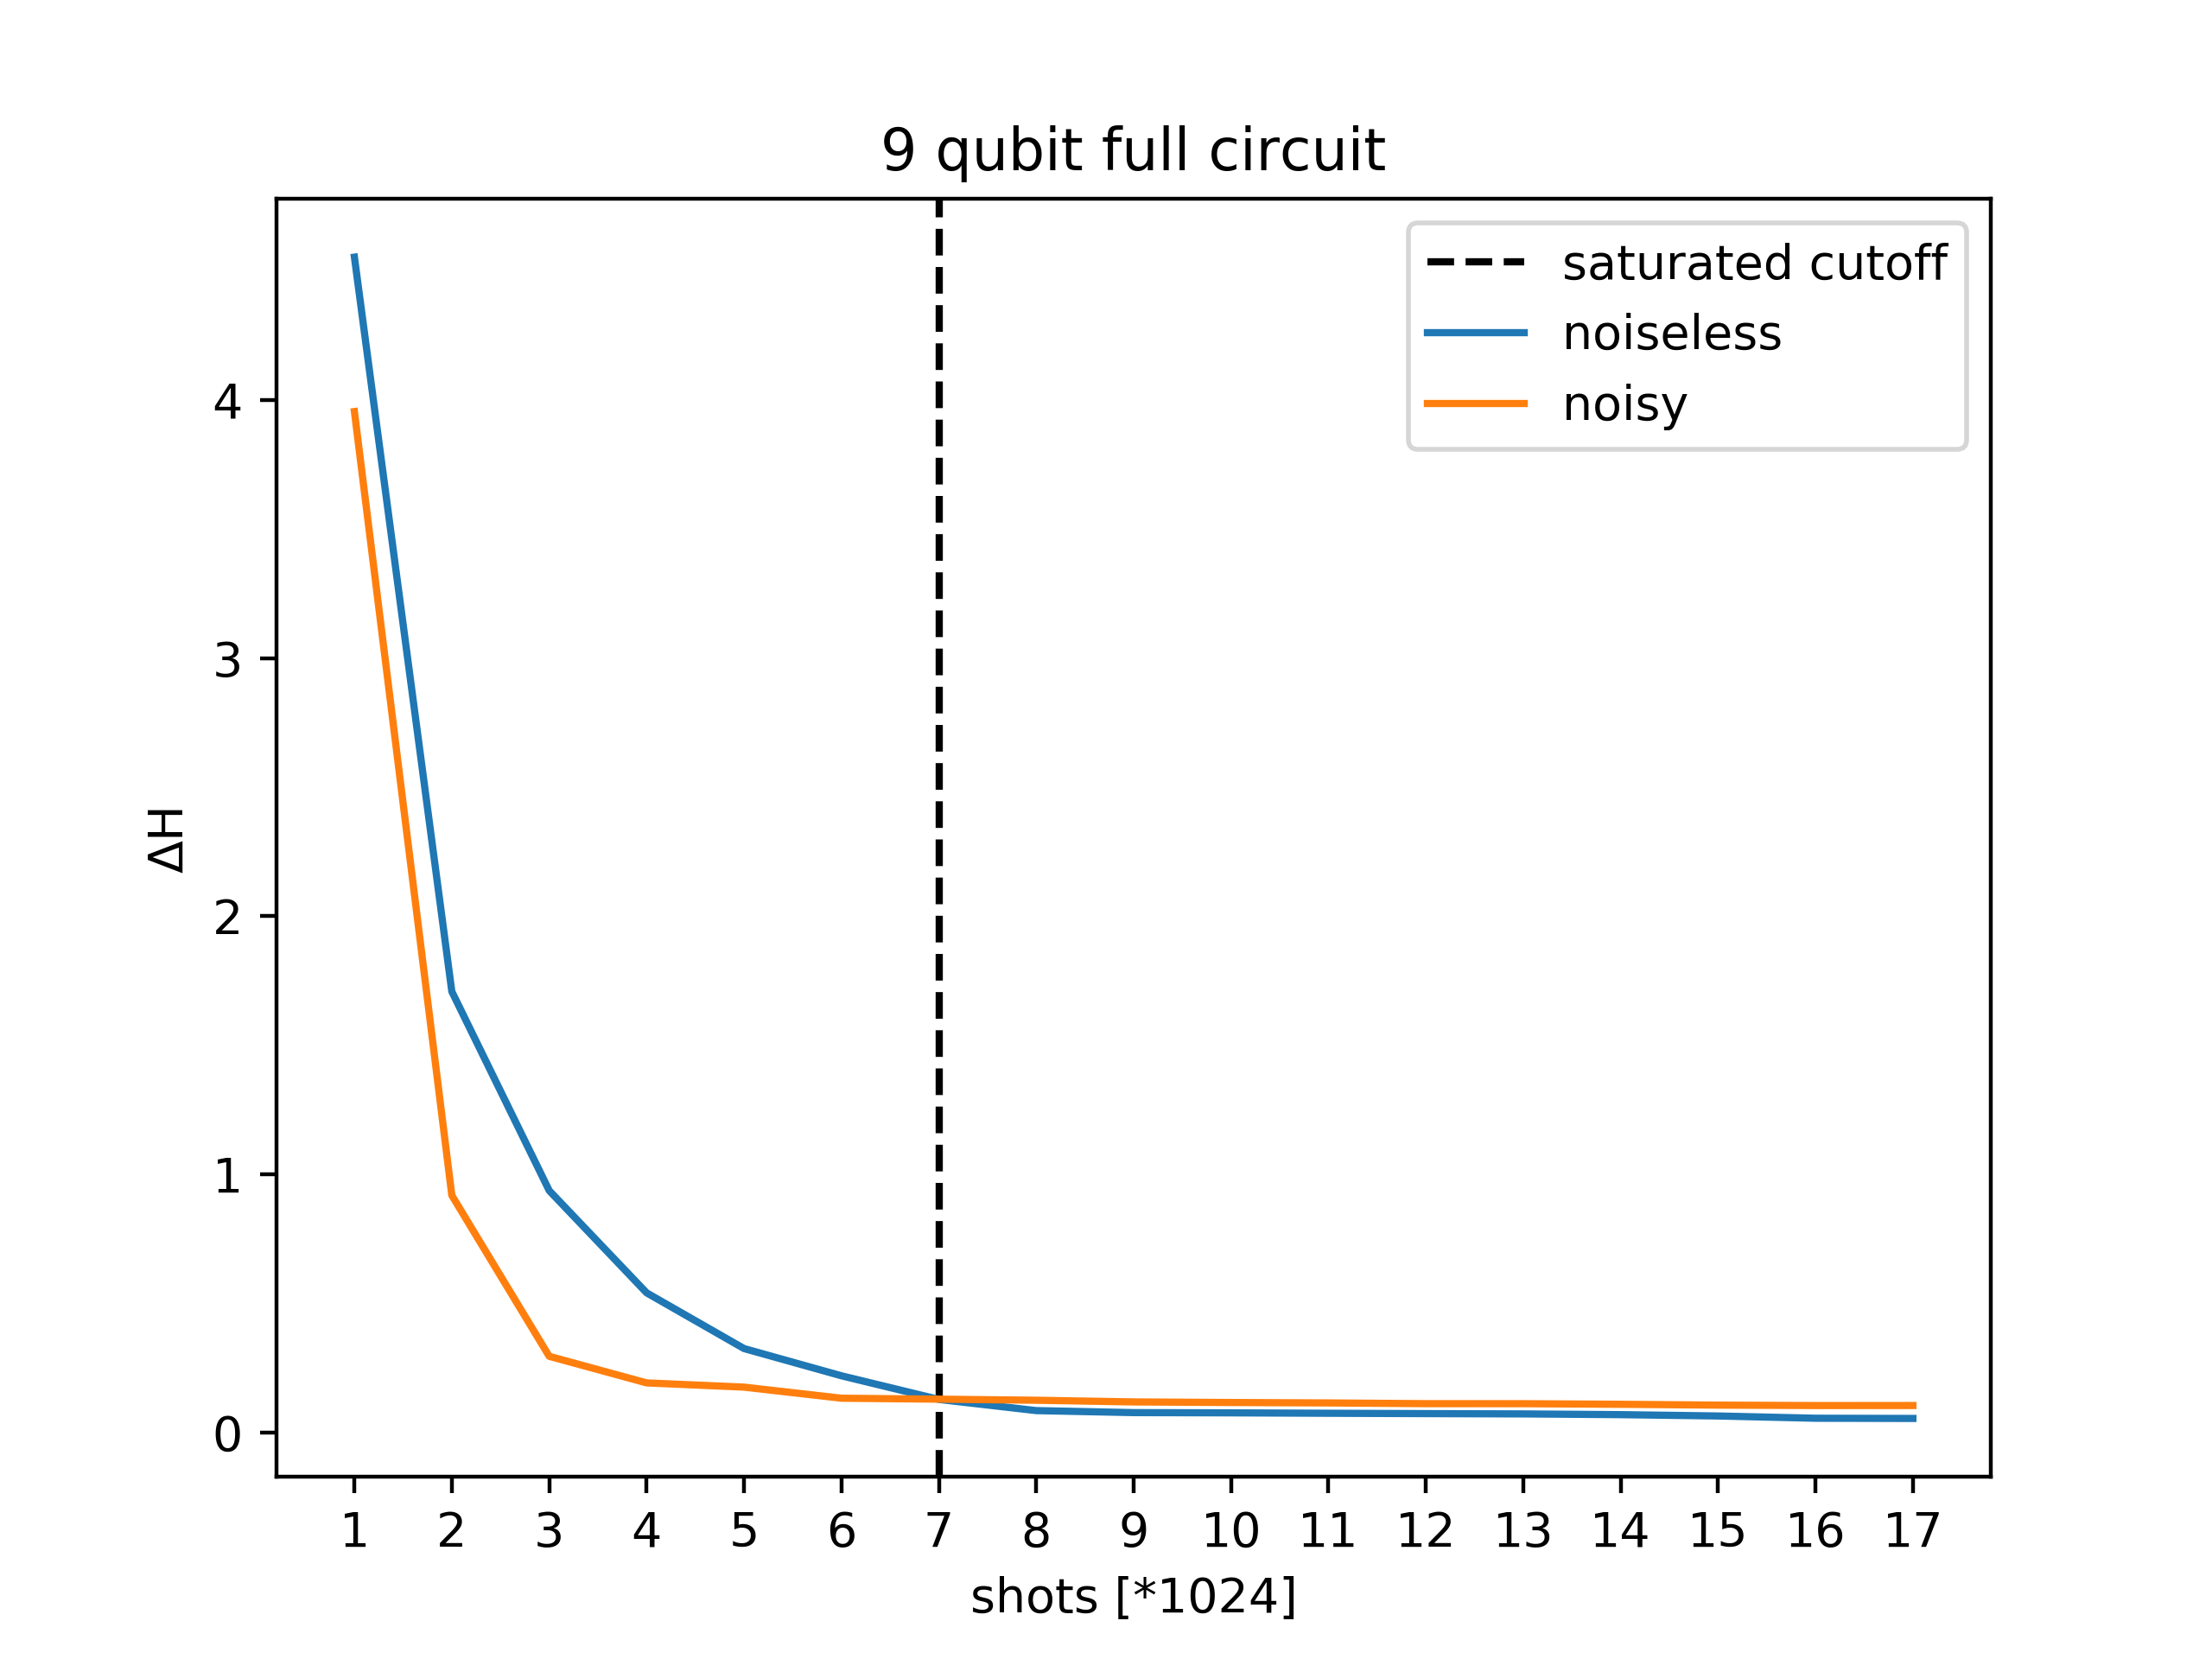 9 qubit full circuit
saturated cutoff
noiseless
noisy
4
3
2
1
0
ΔH
1 2 3 4 5 6 7 8 9 10 11 12 13 14 15 16 17
shots [*1024]